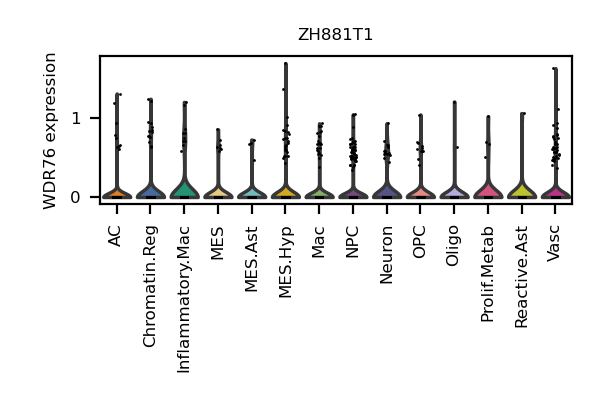 ZH881T1
WDR76 expression
1
0
AC
Chromatin.Reg
Inflammatory.Mac
MES
MES.Ast
MES.Hyp
Mac
NPC
Neuron
OPC
Oligo
Prolif.Metab
Reactive.Ast
Vasc